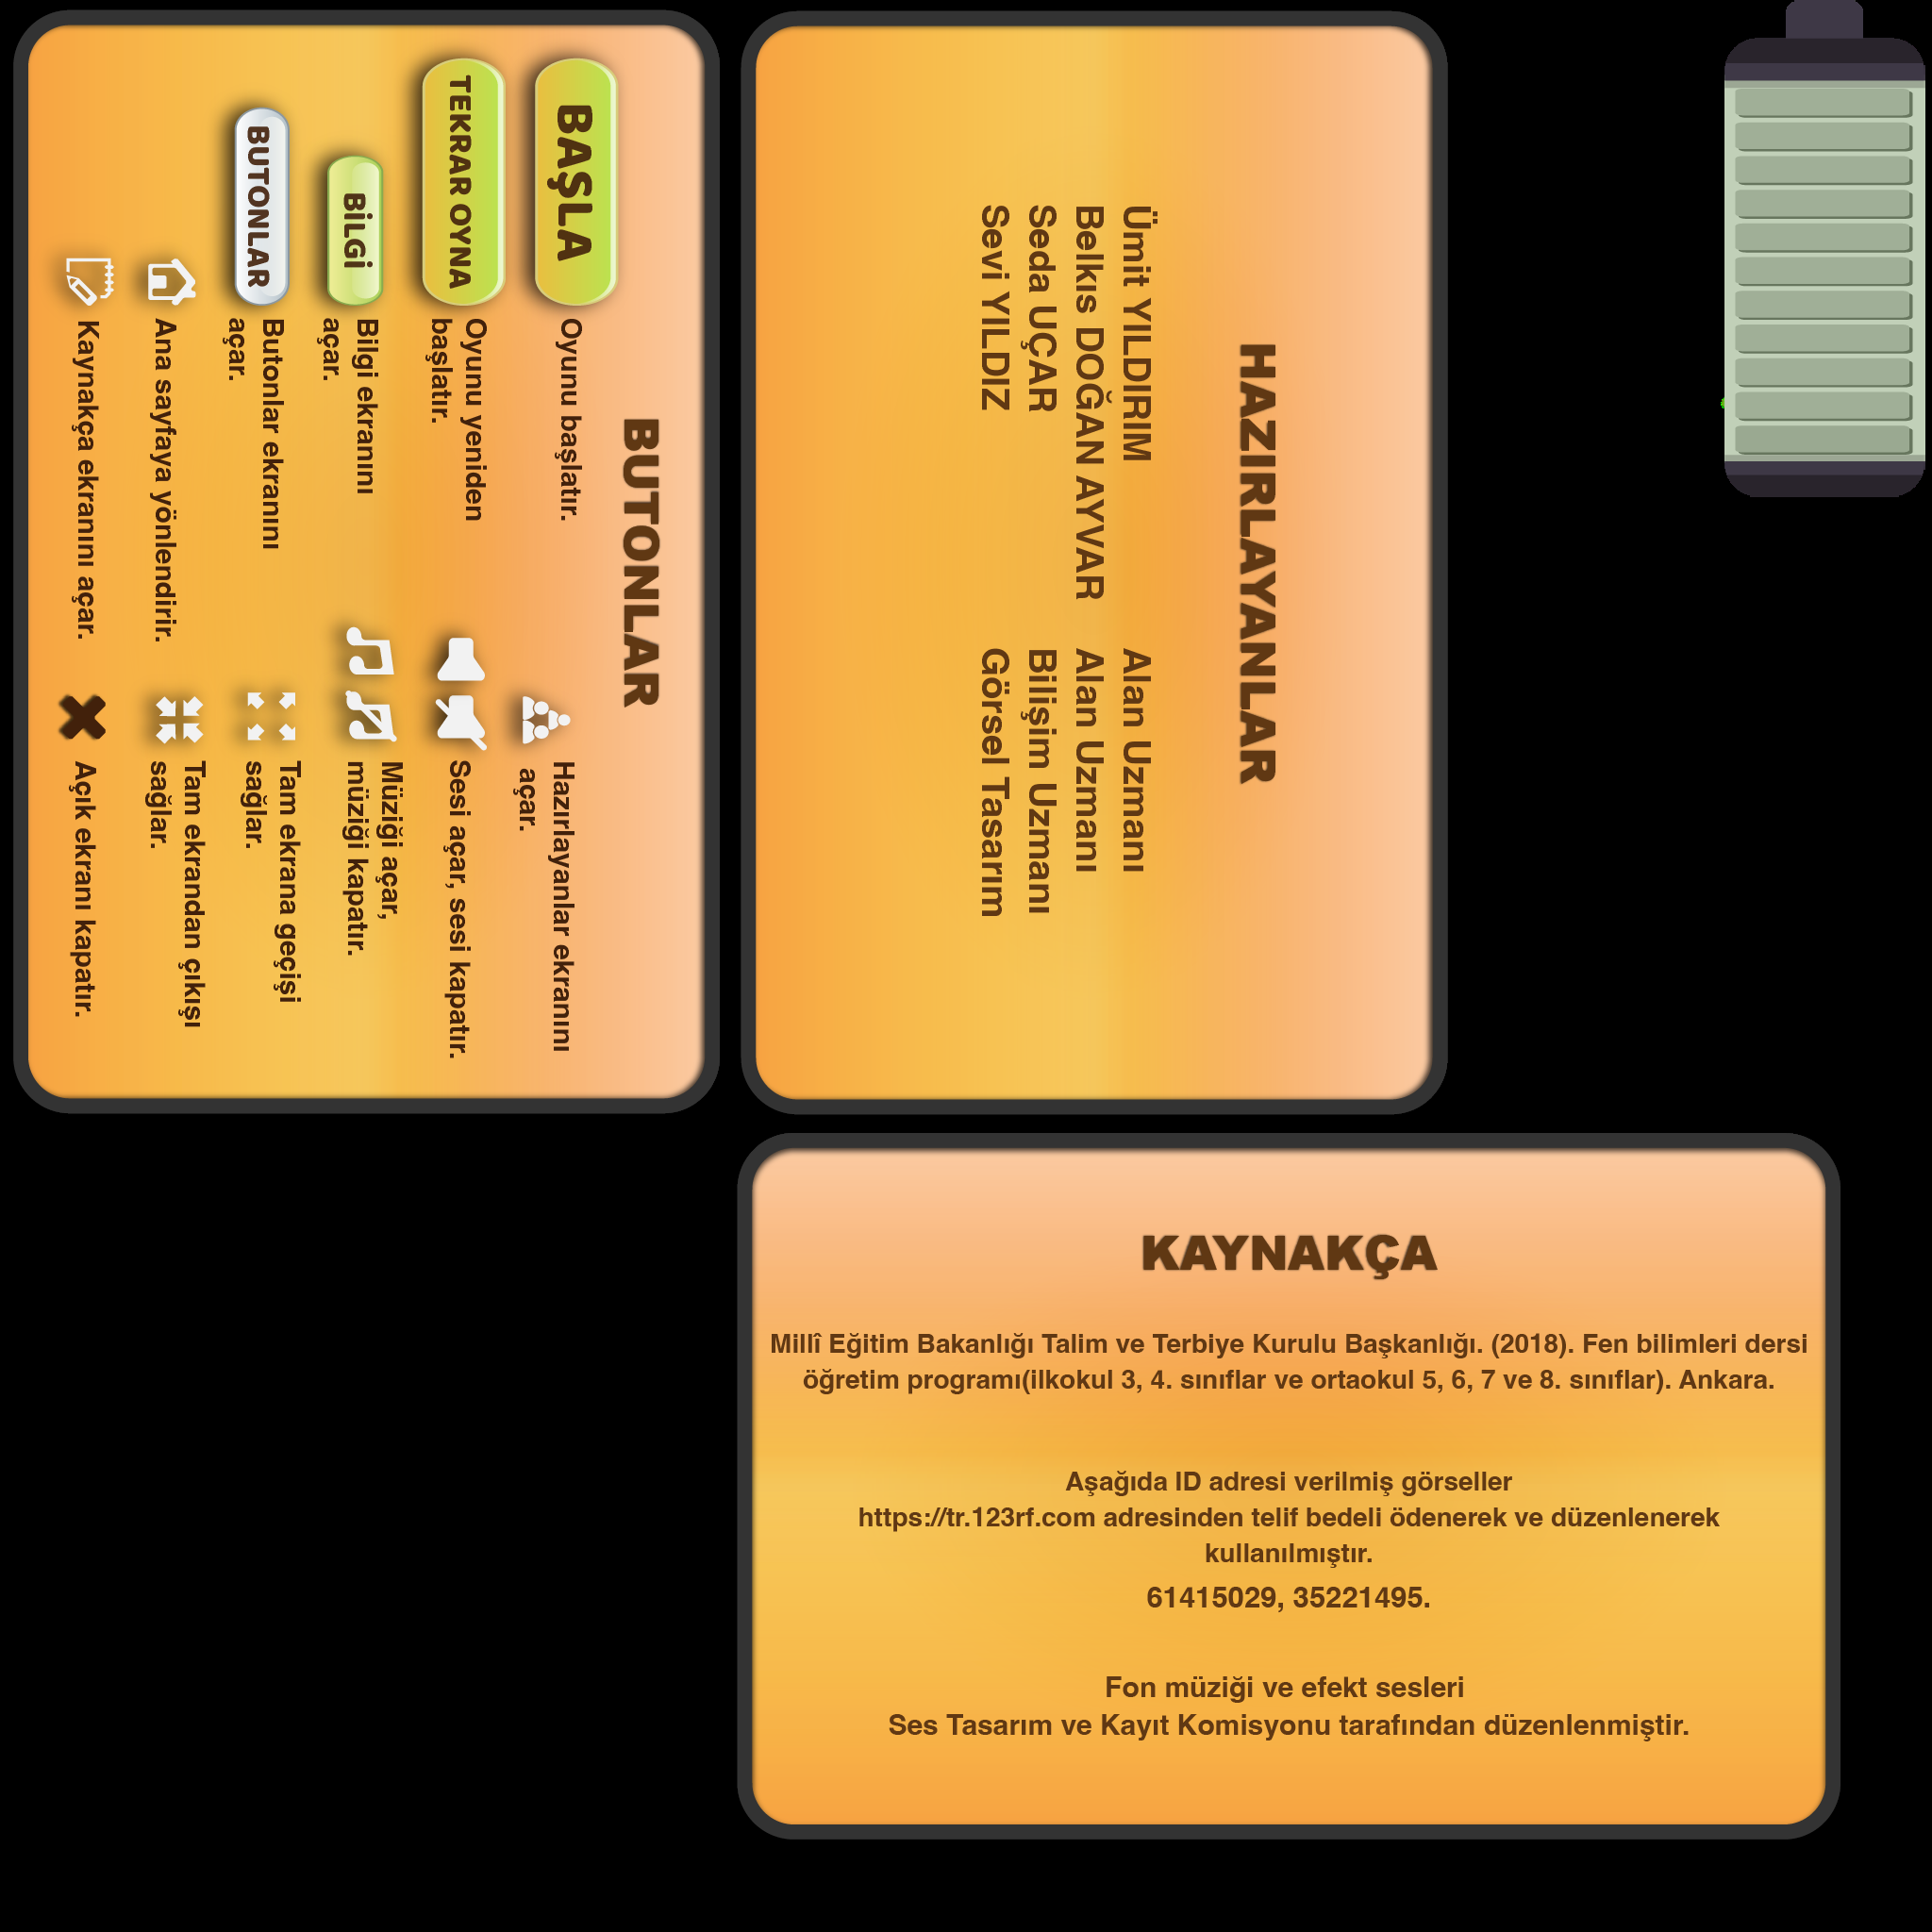 BUTONLAR
BAŞLA
Oyunu başlatır.
TEKRAR OYNA
Oyunu yeniden
başlatır.
BİLGİ
Bilgi ekranını
açar.
BUTONLAR
Butonlar ekranını
açar.
Ana sayfaya yönlendirir.
Kaynakça ekranını açar.
Hazırlayanlar ekranını
açar.
Sesi açar, sesi kapatır.
Müziği açar,
müziği kapatır.
Tam ekrana geçişi
sağlar.
Tam ekrandan çıkışı
sağlar.
Açık ekranı kapatır.
HAZIRLAYANLAR
Ümit YILDIRIM Alan Uzmanı
Belkıs DOĞAN AYVAR Alan Uzmanı
Seda UÇAR Bilişim Uzmanı
Sevi YILDIZ Görsel Tasarım
KAYNAKÇA
Millî Eğitim Bakanlığı Talim ve Terbiye Kurulu Başkanlığı. (2018). Fen bilimleri dersi
öğretim programı(ilkokul 3, 4. sınıflar ve ortaokul 5, 6, 7 ve 8. sınıflar). Ankara.
Aşağıda ID adresi verilmiş görseller
https://tr.123rf.com adresinden telif bedeli ödenerek ve düzenlenerek
kullanılmıştır.
61415029, 35221495.
Fon müziği ve efekt sesleri
Ses Tasarım ve Kayıt Komisyonu tarafından düzenlenmiştir.